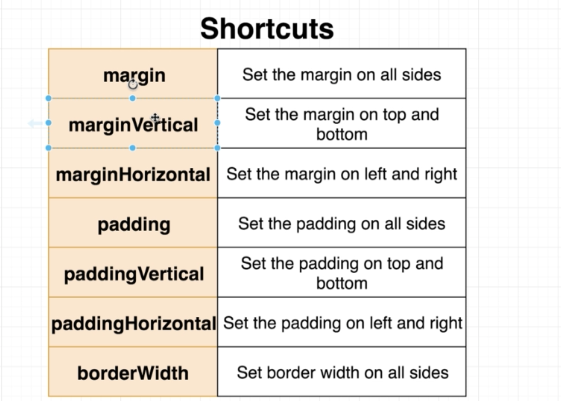 Shortcuts
margin
Set the margin on all sides
marginVertical
Set the margin on top and
bottom
marginHorizontal
Set the margin on left and right
padding
Set the padding on all sides
paddingVertical
Set the padding on top and
bottom
paddingHorizontal
Set the padding on left and right
borderWidth
Set border width on all sides